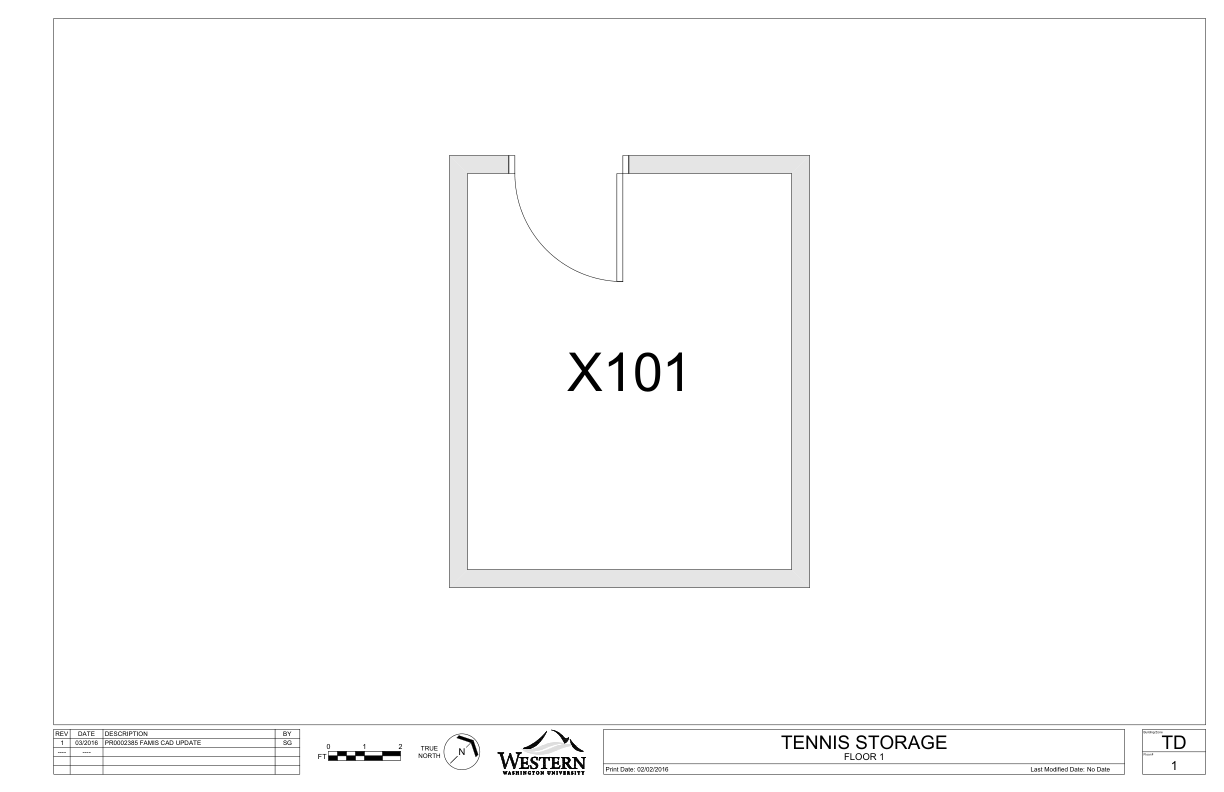 X101
REV DATE DESCRIPTION BY
1 03/2016 PR0002385 FAMIS CAD UPDATE SG
---- ----
0 1 2
FT
TRUE
NORTH
N
WESTERN
WASHINGTON UNIVERSITY
TENNIS STORAGE
FLOOR 1
Print Date: 02/02/2016
Last Modified Date: No Date
TD
1